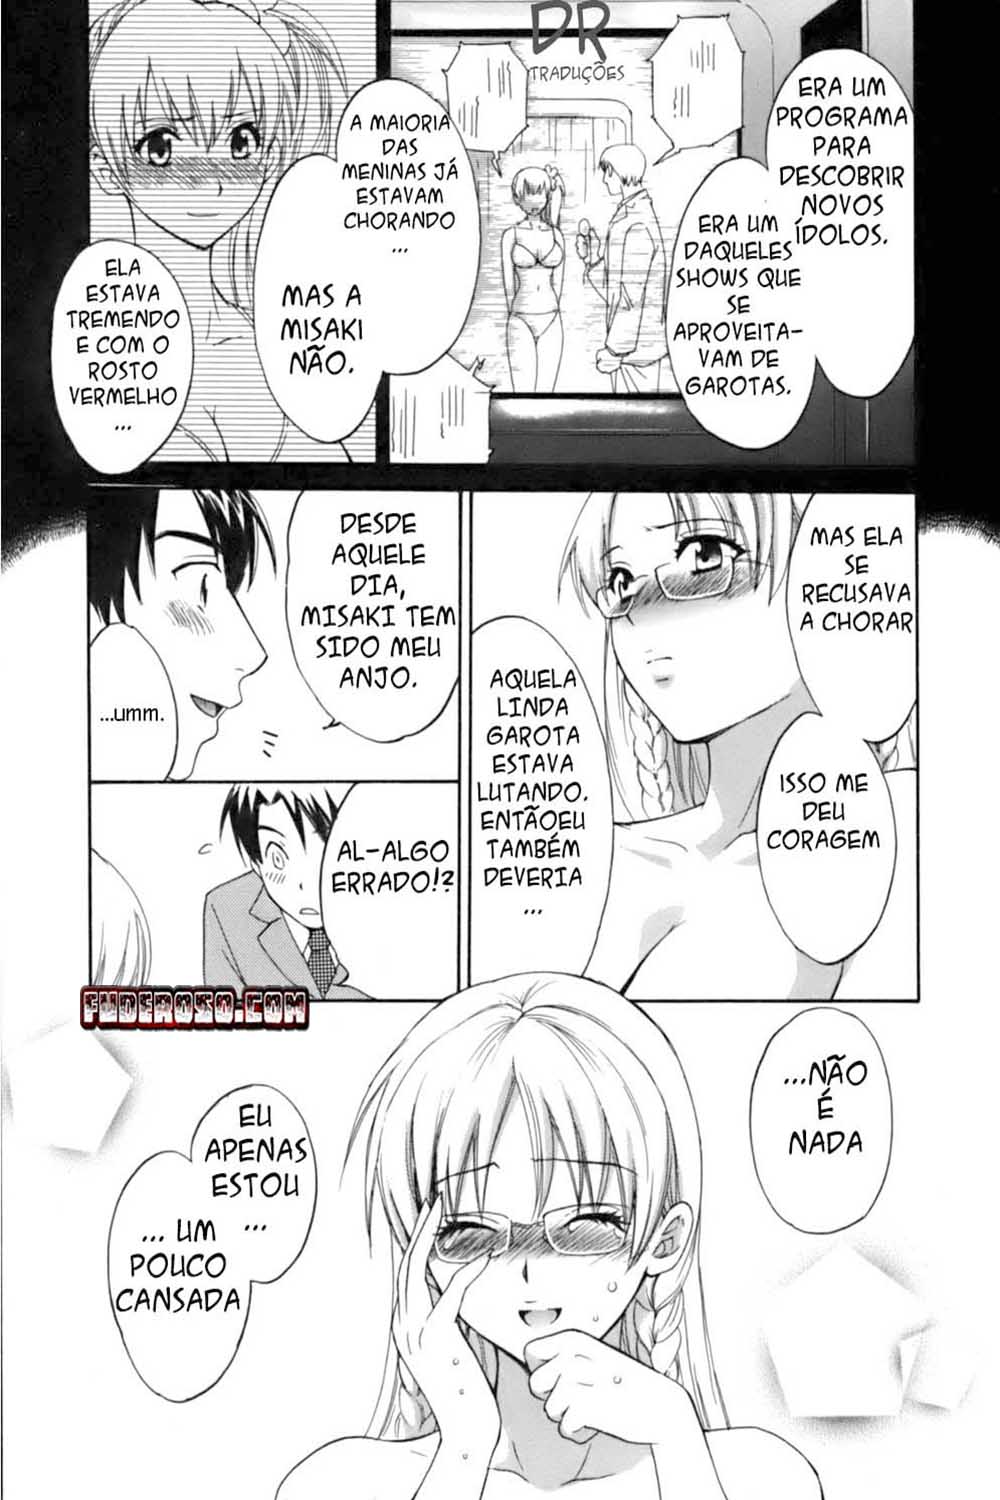 DR
TRADUÇÕES
ERA UM
PROGRAMA
PARA
DESCOBRIR
NOVOS
ÍDOLOS.
ERA UM
DAQUELES
SHOWS QUE
SE
APROVEITA-
VAM DE
GAROTAS.
A MAIORIA
DAS
MENINAS JÁ
ESTAVAM
CHORANDO
...
MAS A
MISAKI
NÃO.
ELA
ESTAVA
TREMENDO
E COM O
ROSTO
VERMELHO
...
MAS ELA
SE
RECUSAVA
A CHORAR
ISSO ME
DEU
CORAGEM
AQUELA
LINDA
GAROTA
ESTAVA
LUTANDO.
ENTÃOEU
TAMBÉM
DEVERIA
...
DESDE
AQUELE
DIA,
MISAKI TEM
SIDO MEU
ANJO.
...umm.
AL-ALGO
ERRADO!?
FUDEROSO.COM
...NÃO
É
NADA
EU
APENAS
ESTOU
...
... UM
POUCO
CANSADA